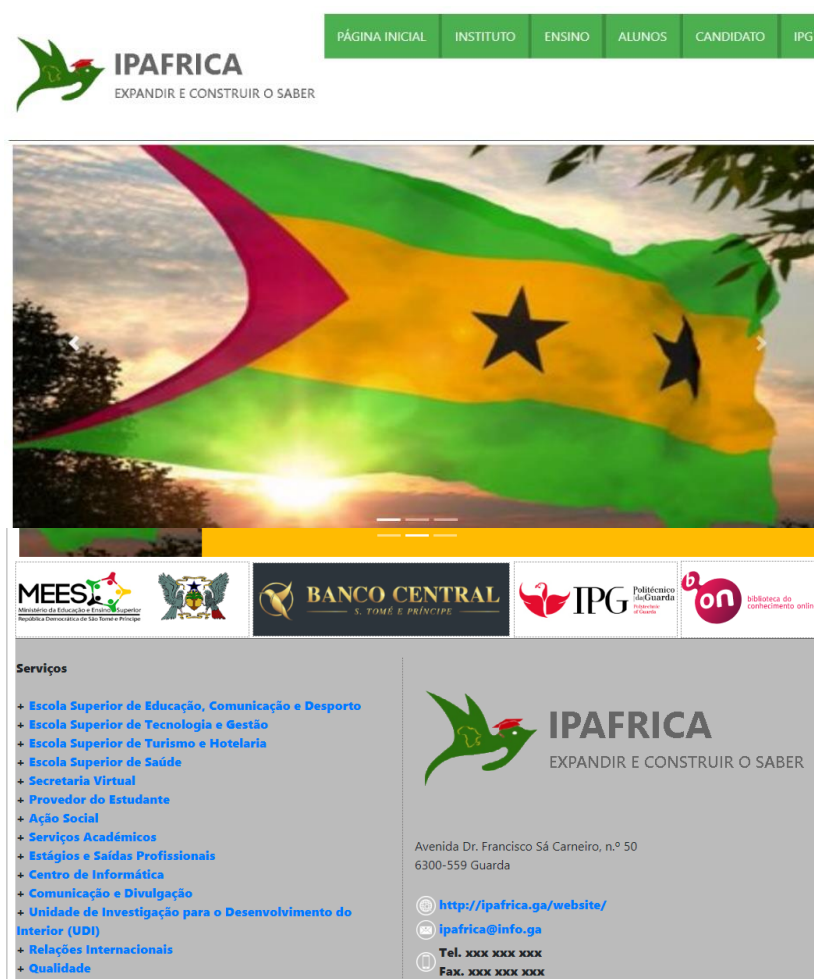 PÁGINA INICIAL INSTITUTO ENSINO ALUNOS CANDIDATO IPG
IPAFRICA
EXPANDIR E CONSTRUIR O SABER
MEES
Ministério da Educação e Ensino Superior
República Democrática de São Tomé e Príncipe
BANCO CENTRAL
S. TOMÉ E PRÍNCIPE
IPG
Politécnico
da Guarda
Polytechnic
of Guarda
b on
biblioteca do
conhecimento onlin
Serviços
+ Escola Superior de Educação, Comunicação e Desporto
+ Escola Superior de Tecnologia e Gestão
+ Escola Superior de Turismo e Hotelaria
+ Escola Superior de Saúde
+ Secretaria Virtual
+ Provedor do Estudante
+ Ação Social
+ Serviços Académicos
+ Estágios e Saídas Profissionais
+ Centro de Informática
+ Comunicação e Divulgação
+ Unidade de Investigação para o Desenvolvimento do
Interior (UDI)
+ Relações Internacionais
+ Qualidade
IPAFRICA
EXPANDIR E CONSTRUIR O SABER
Avenida Dr. Francisco Sá Carneiro, n.º 50
6300-559 Guarda
http://ipafrica.ga/website/
ipafrica@info.ga
Tel. xxx xxx xxx
Fax. xxx xxx xxx